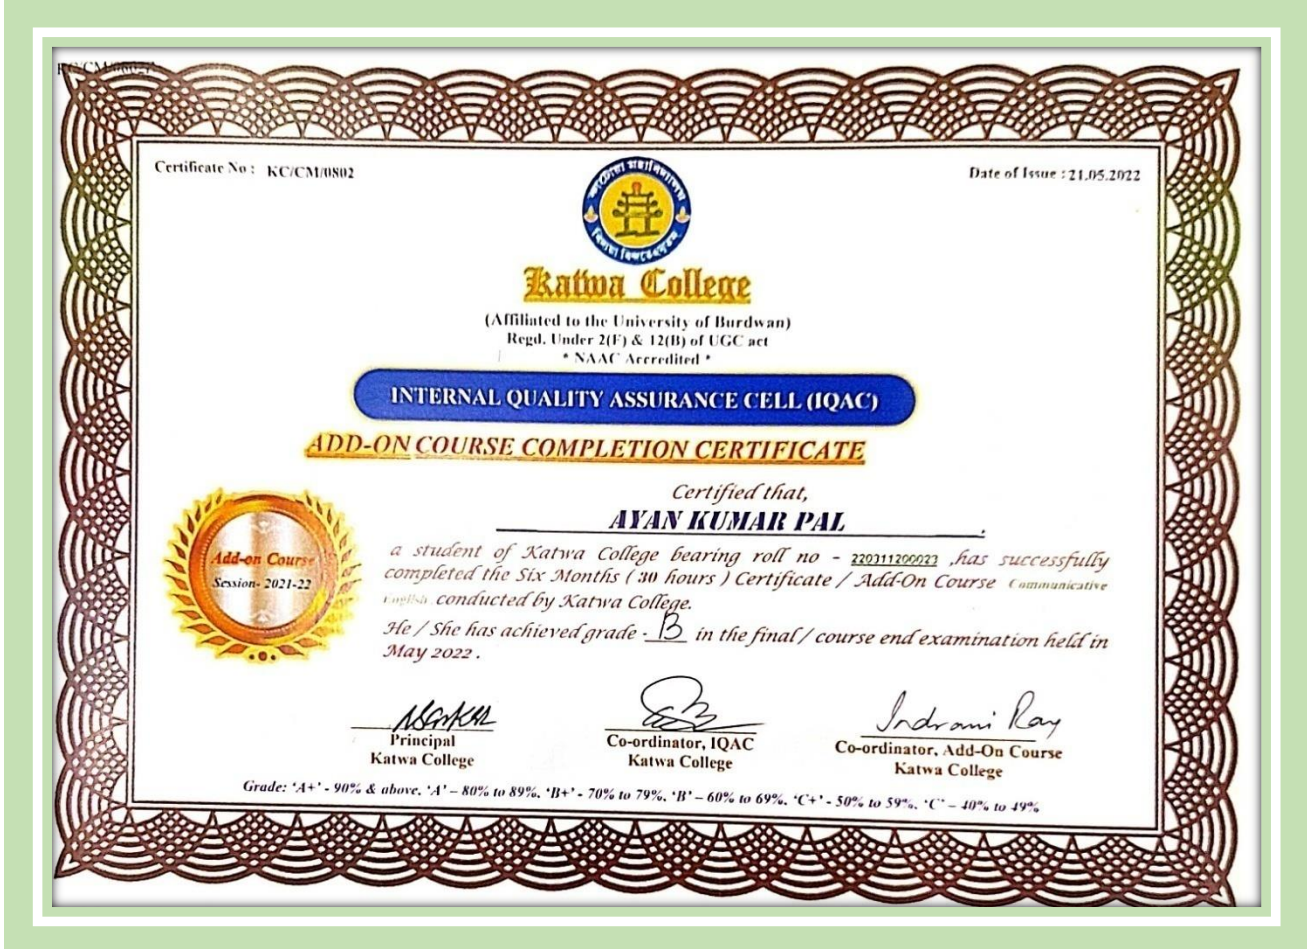 Certificate No : KC/CM/0802
Date of Issue : 21.05.2022
কাটোয়া মহাবিদ্যালয়
Katwa College
(Affiliated to the University of Burdwan)
Regd. Under 2(F) & 12(B) of UGC act
* NAAC Accredited *
INTERNAL QUALITY ASSURANCE CELL (IQAC)
ADD-ON COURSE COMPLETION CERTIFICATE
Certified that,
AYAN KUMAR PAL
Add-on Course
Session- 2021-22
a student of Katwa College bearing roll no - 220311200023 ,has successfully
completed the Six Months ( 30 hours ) Certificate / Add-On Course Communicative
English conducted by Katwa College.
He / She has achieved grade - B in the final / course end examination held in
May 2022 .
Principal
Katwa College
Co-ordinator, IQAC
Katwa College
Indrani Ray
Co-ordinator, Add-On Course
Katwa College
Grade: 'A+' - 90% & above, 'A' – 80% to 89%, 'B+' - 70% to 79%, 'B' – 60% to 69%, 'C+' - 50% to 59%, 'C' – 40% to 49%